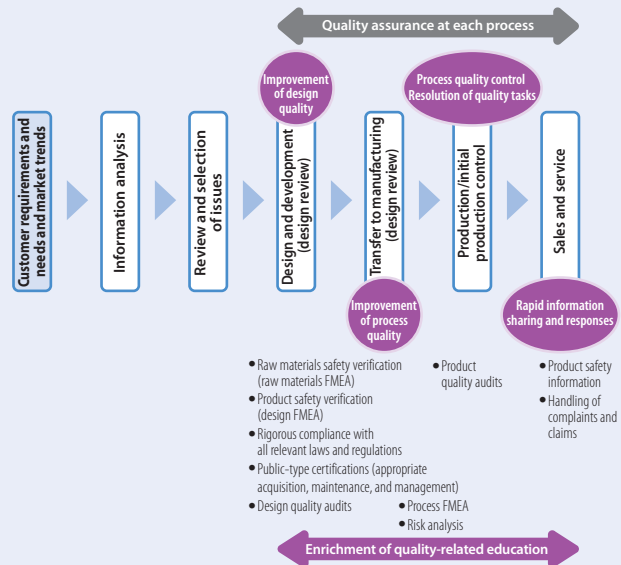 Quality assurance at each process
Improvement
of design
quality
Process quality control
Resolution of quality tasks
Customer requirements and
needs and market trends
Information analysis
Review and selection
of issues
Design and development
(design review)
Transfer to manufacturing
(design review)
Production/initial
production control
Sales and service
Improvement
of process
quality
Rapid information
sharing and responses
• Raw materials safety verification
(raw materials FMEA)
• Product safety verification
(design FMEA)
• Rigorous compliance with
all relevant laws and regulations
• Public-type certifications (appropriate
acquisition, maintenance, and management)
• Design quality audits
• Process FMEA
• Risk analysis
• Product
quality audits
• Product safety
information
• Handling of
complaints and
claims
Enrichment of quality-related education